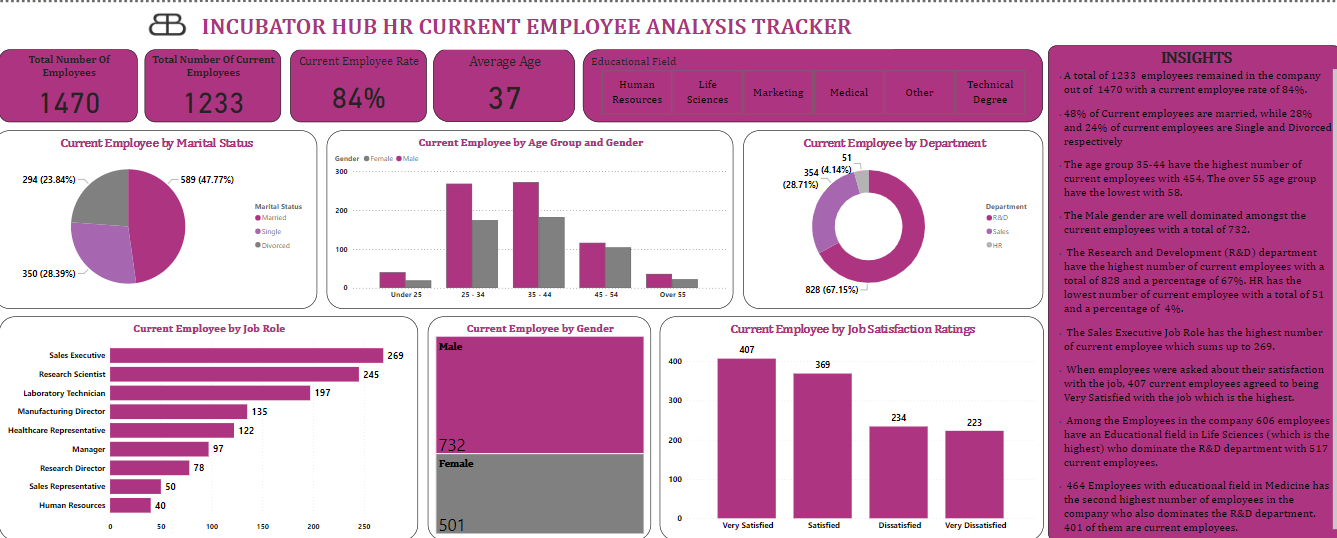 INCUBATOR HUB HR CURRENT EMPLOYEE ANALYSIS TRACKER
Total Number Of
Employees
1470
Total Number Of Current
Employees
1233
Current Employee Rate
84%
Average Age
37
Educational Field
Human
Resources
Life
Sciences
Marketing
Medical
Other
Technical
Degree
Current Employee by Marital Status
294 (23.84%)
589 (47.77%)
350 (28.39%)
Marital Status
Married
Single
Divorced
Current Employee by Age Group and Gender
Gender Female Male
300
200
100
0
Under 25
25 - 34
35 - 44
45 - 54
Over 55
Current Employee by Department
51
(4.14%)
354
(28.71%)
828 (67.15%)
Department
R&D
Sales
HR
Current Employee by Job Role
Sales Executive 269
Research Scientist 245
Laboratory Technician 197
Manufacturing Director 135
Healthcare Representative 122
Manager 97
Research Director 78
Sales Representative 50
Human Resources 40
0 50 100 150 200 250
Current Employee by Gender
Male
732
Female
501
Current Employee by Job Satisfaction Ratings
400
300
200
100
0
407
369
234
223
Very Satisfied
Satisfied
Dissatisfied
Very Dissatisfied
INSIGHTS
· A total of 1233 employees remained in the company
out of 1470 with a current employee rate of 84%.
· 48% of Current employees are married, while 28%
and 24% of current employees are Single and Divorced
respectively
· The age group 35-44 have the highest number of
current employees with 454, The over 55 age group
have the lowest with 58.
· The Male gender are well dominated amongst the
current employees with a total of 732.
· The Research and Development (R&D) department
have the highest number of current employees with a
total of 828 and a percentage of 67%. HR has the
lowest number of current employee with a total of 51
and a percentage of 4%.
· The Sales Executive Job Role has the highest number
of current employee which sums up to 269.
· When employees were asked about their satisfaction
with the job, 407 current employees agreed to being
Very Satisfied with the job which is the highest.
· Among the Employees in the company 606 employees
have an Educational field in Life Sciences (which is the
highest) who dominate the R&D department with 517
current employees.
· 464 Employees with educational field in Medicine has
the second highest number of employees in the
company who also dominates the R&D department.
401 of them are current employees.